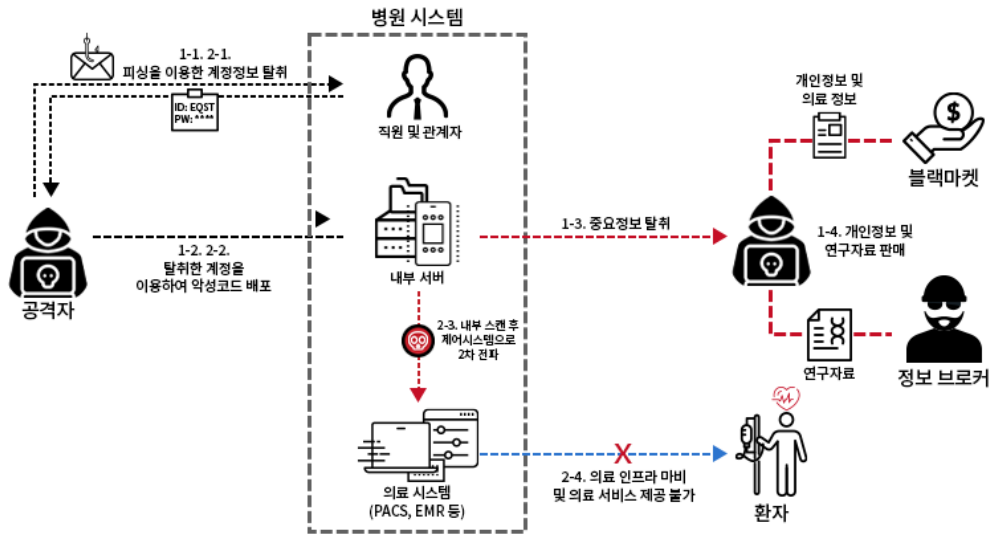 병원 시스템
1-1. 2-1.
피싱을 이용한 계정정보 탈취
ID: EQST
PW: ****
직원 및 관계자
공격자
1-2. 2-2.
탈취한 계정을
이용하여 악성코드 배포
내부 서버
1-3. 중요정보 탈취
개인정보 및
의료 정보
$
블랙마켓
1-4. 개인정보 및
연구자료 판매
연구자료
정보 브로커
2-3. 내부 스캔 후
제어시스템으로
2차 전파
의료 시스템
(PACS, EMR 등)
X
2-4. 의료 인프라 마비
및 의료 서비스 제공 불가
환자